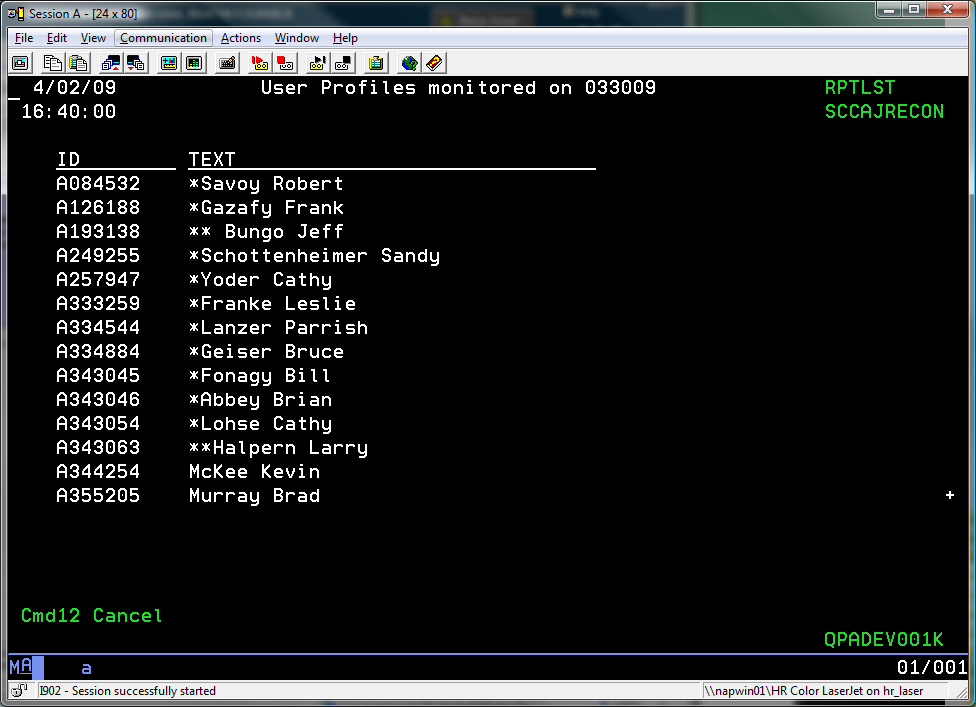 Session A - [24 x 80]
File Edit View Communication Actions Window Help
4/02/09 User Profiles monitored on 033009 RPTLST
16:40:00 SCCAJRECON
ID TEXT
A084532 *Savoy Robert
A126188 *Gazafy Frank
A193138 ** Bungo Jeff
A249255 *Schottenheimer Sandy
A257947 *Yoder Cathy
A333259 *Franke Leslie
A334544 *Lanzer Parrish
A334884 *Geiser Bruce
A343045 *Fonagy Bill
A343046 *Abbey Brian
A343054 *Lohse Cathy
A343063 **Halpern Larry
A344254 McKee Kevin
A355205 Murray Brad +
Cmd12 Cancel
QPADEV001K
MA a 01/001
I902 - Session successfully started \\napwin01\HR Color LaserJet on hr_laser